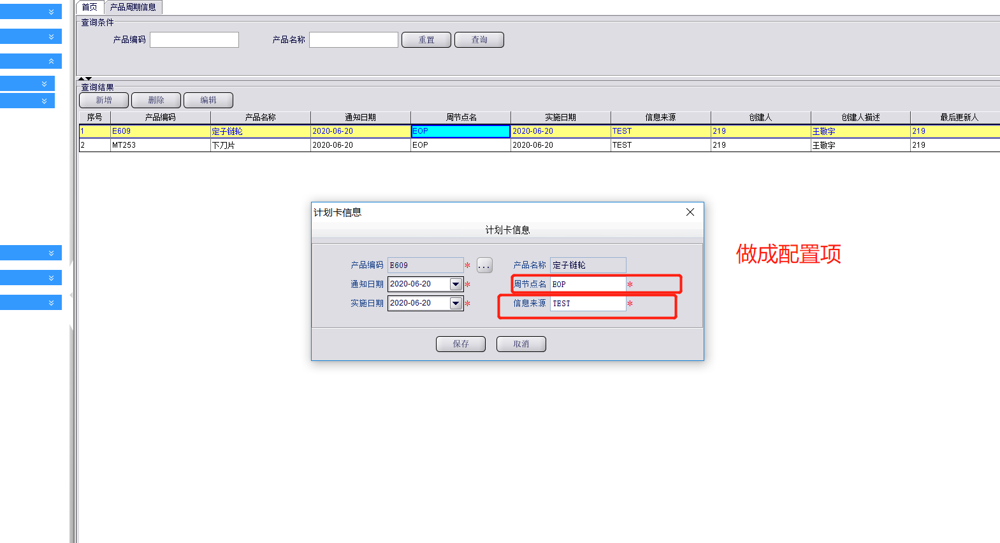 首页 产品周期信息
查询条件
产品编码 产品名称 重置 查询
查询结果
新增 删除 编辑
序号 产品编码 产品名称 通知日期 周节点名 实施日期 信息来源 创建人 创建人描述 最后更新人
1 E609 定子链轮 2020-06-20 EOP 2020-06-20 TEST 219 王敬宇 219
2 MT253 下刀片 2020-06-20 EOP 2020-06-20 TEST 219 王敬宇 219
计划卡信息
计划卡信息
产品编码 E609 * ... 产品名称 定子链轮
通知日期 2020-06-20 * 周节点名 EOP *
实施日期 2020-06-20 * 信息来源 TEST *
保存 取消
做成配置项